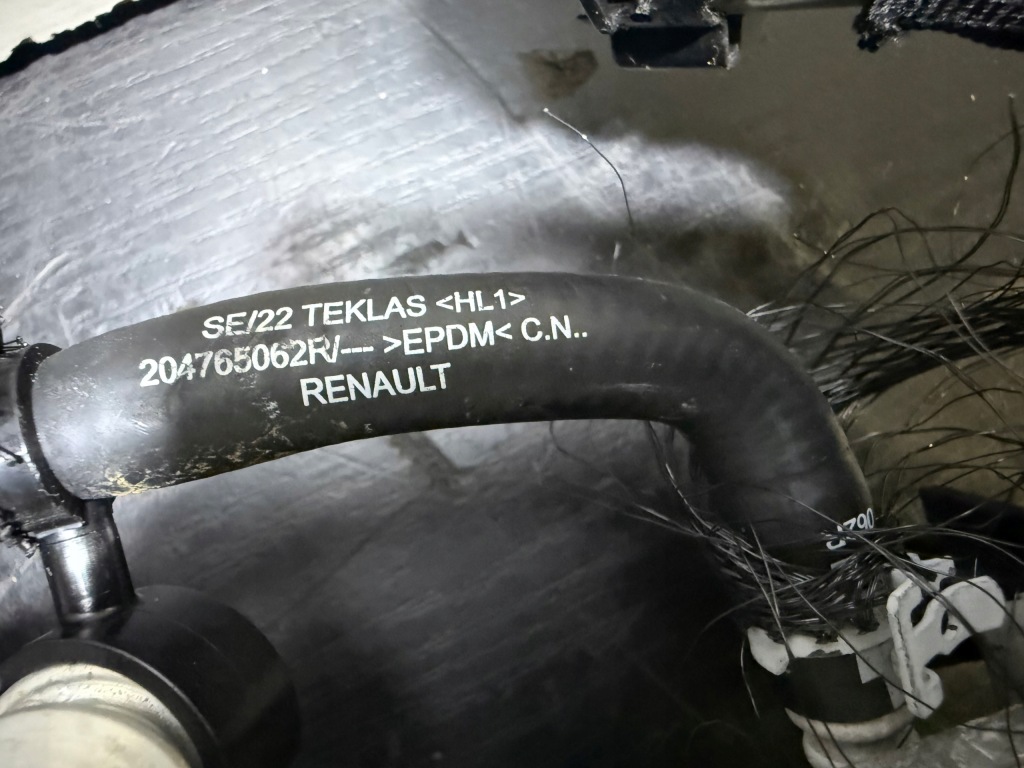 SE/22 TEKLAS <HL1>
204765062R/--- >EPDM< C.N..
RENAULT